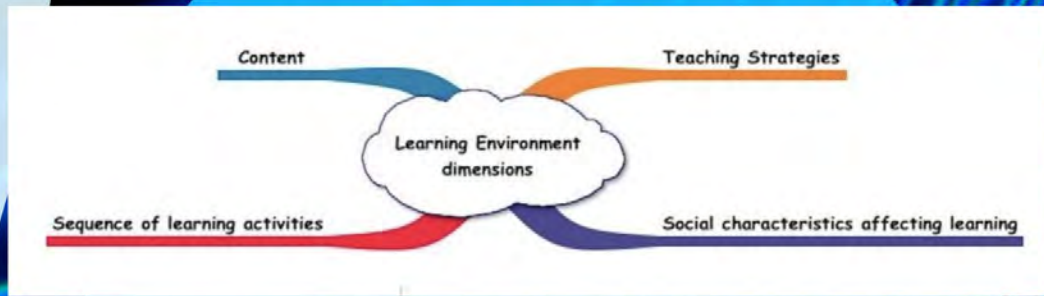 Content
Teaching Strategies
Learning Environment
dimensions
Sequence of learning activities
Social characteristics affecting learning